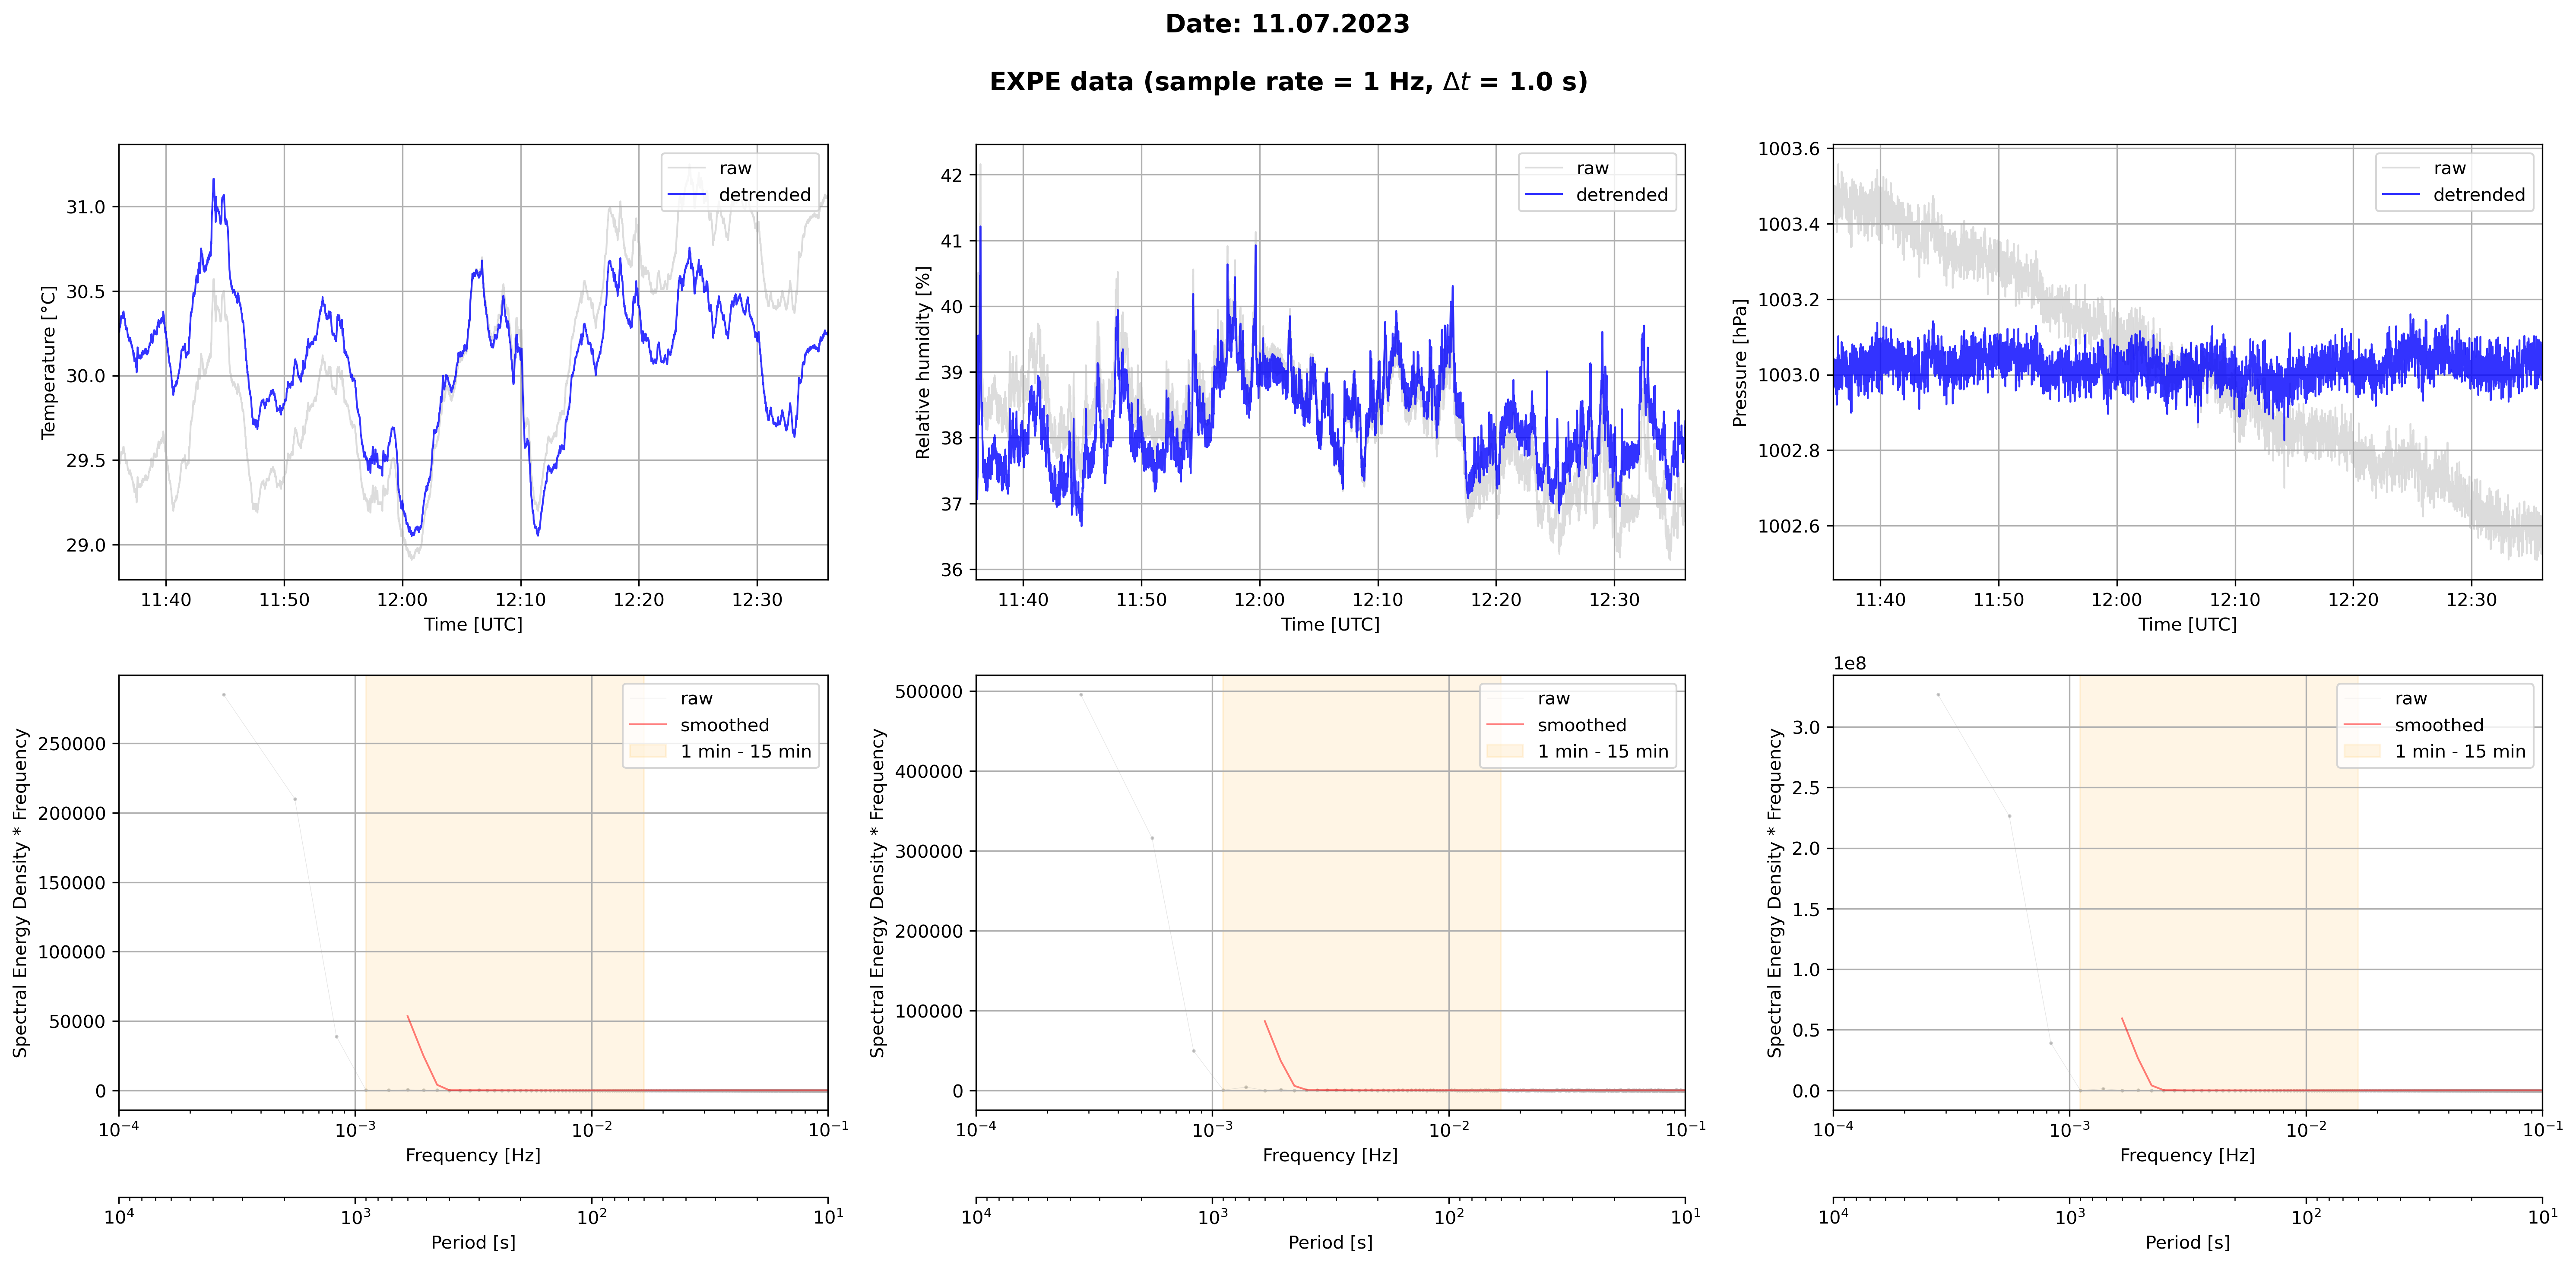 Date: 11.07.2023
EXPE data (sample rate = 1 Hz, Δt = 1.0 s)
raw
detrended
31.0
30.5
30.0
29.5
29.0
Temperature [°C]
11:40 11:50 12:00 12:10 12:20 12:30
Time [UTC]
raw
detrended
42
41
40
39
38
37
36
Relative humidity [%]
11:40 11:50 12:00 12:10 12:20 12:30
Time [UTC]
raw
detrended
1003.6
1003.4
1003.2
1003.0
1002.8
1002.6
Pressure [hPa]
11:40 11:50 12:00 12:10 12:20 12:30
Time [UTC]
raw
smoothed
1 min - 15 min
250000
200000
150000
100000
50000
0
Spectral Energy Density * Frequency
10⁻⁴ 10⁻³ 10⁻² 10⁻¹
Frequency [Hz]
10⁴ 10³ 10² 10¹
Period [s]
raw
smoothed
1 min - 15 min
500000
400000
300000
200000
100000
0
Spectral Energy Density * Frequency
10⁻⁴ 10⁻³ 10⁻² 10⁻¹
Frequency [Hz]
10⁴ 10³ 10² 10¹
Period [s]
1e8
raw
smoothed
1 min - 15 min
3.0
2.5
2.0
1.5
1.0
0.5
0.0
Spectral Energy Density * Frequency
10⁻⁴ 10⁻³ 10⁻² 10⁻¹
Frequency [Hz]
10⁴ 10³ 10² 10¹
Period [s]